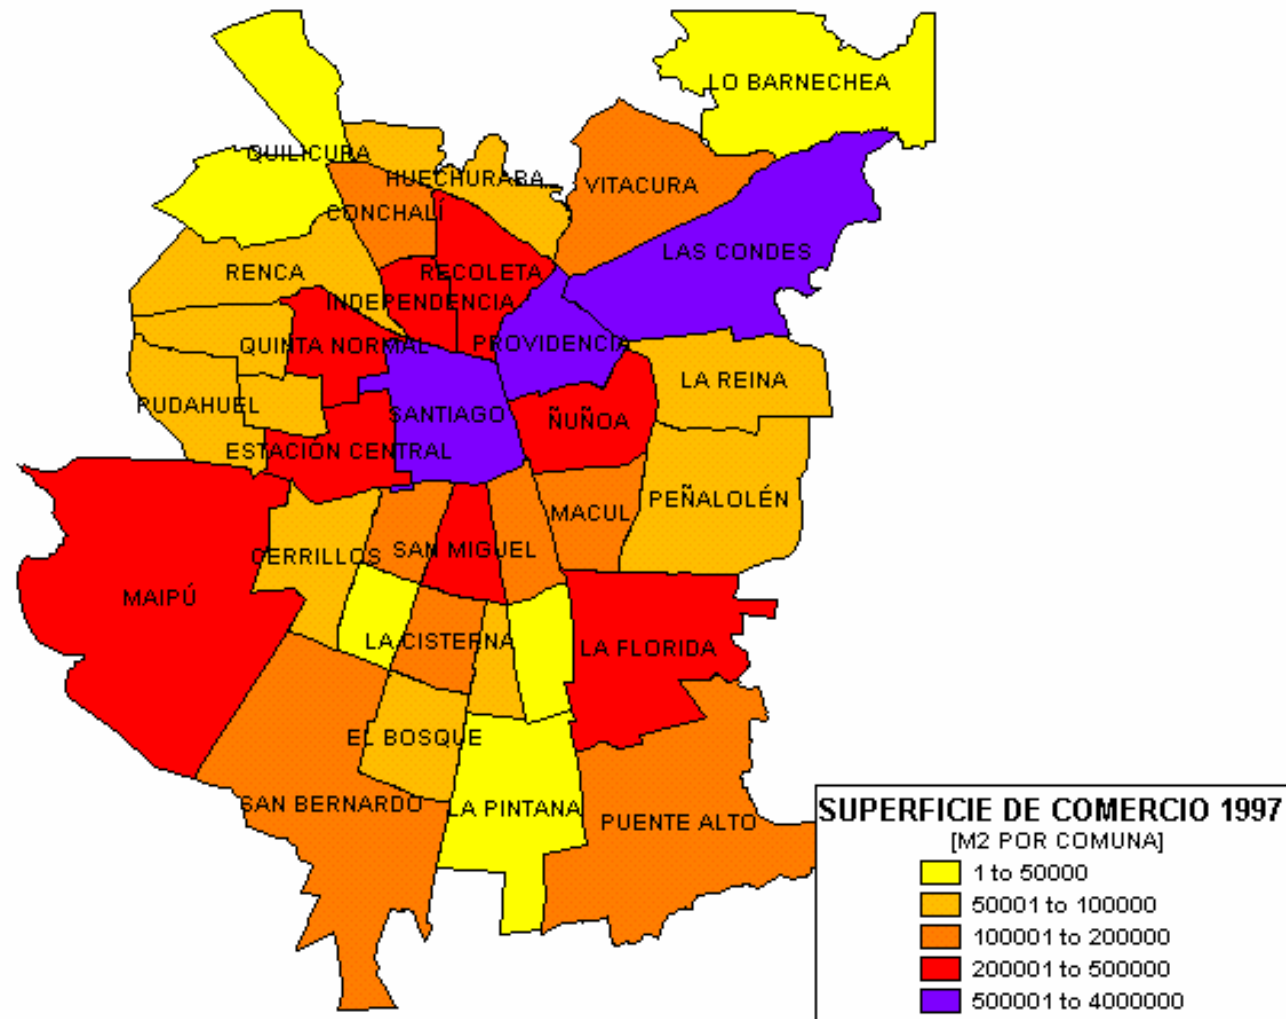 LO BARNECHEA
QUILICURA
HUECHURABA
VITACURA
CONCHALÍ
LAS CONDES
RENCA
RECOLETA
INDEPENDENCIA
QUINTA NORMAL
PROVIDENCIA
LA REINA
PUDAHUEL
SANTIAGO
ÑUÑOA
ESTACIÓN CENTRAL
PEÑALOLÉN
MACUL
CERRILLOS
SAN MIGUEL
MAIPÚ
LA CISTERNA
LA FLORIDA
EL BOSQUE
SAN BERNARDO
LA PINTANA
PUENTE ALTO
SUPERFICIE DE COMERCIO 1997
[M2 POR COMUNA]
1 to 50000
50001 to 100000
100001 to 200000
200001 to 500000
500001 to 4000000